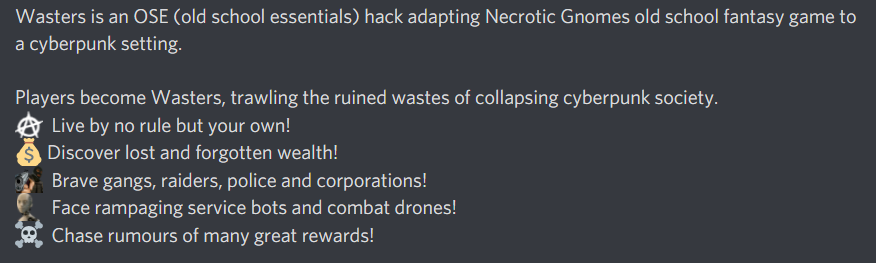 Wasters is an OSE (old school essentials) hack adapting Necrotic Gnomes old school fantasy game to
a cyberpunk setting.
Players become Wasters, trawling the ruined wastes of collapsing cyberpunk society.
Live by no rule but your own!
Discover lost and forgotten wealth!
Brave gangs, raiders, police and corporations!
Face rampaging service bots and combat drones!
Chase rumours of many great rewards!